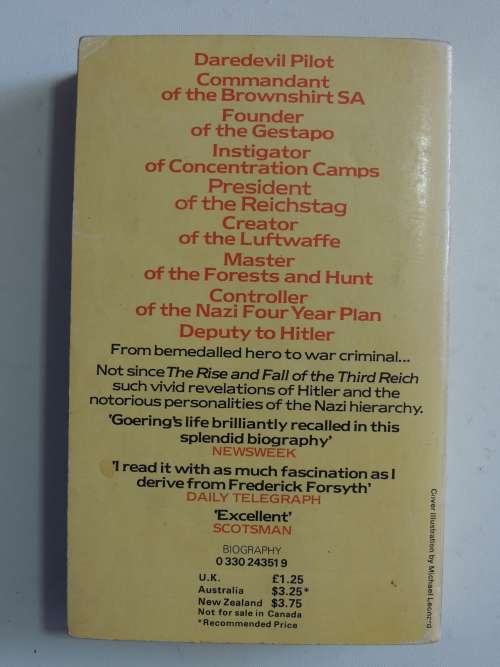 Daredevil Pilot
Commandant
of the Brownshirt SA
Founder
of the Gestapo
Instigator
of Concentration Camps
President
of the Reichstag
Creator
of the Luftwaffe
Master
of the Forests and Hunt
Controller
of the Nazi Four Year Plan
Deputy to Hitler
From bemedalled hero to war criminal...
Not since The Rise and Fall of the Third Reich
such vivid revelations of Hitler and the
notorious personalities of the Nazi hierarchy.
'Goering's life brilliantly recalled in this
splendid biography'
NEWSWEEK
'I read it with as much fascination as I
derive from Frederick Forsyth'
DAILY TELEGRAPH
'Excellent'
SCOTSMAN
BIOGRAPHY
0 330 24351 9
U.K. £1.25
Australia $3.25*
New Zealand $3.75
Not for sale in Canada
*Recommended Price
Cover illustration by Michael Leonard